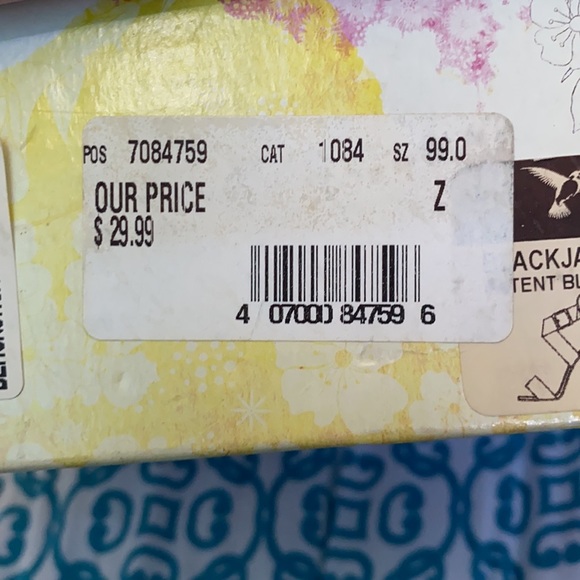 POS 7084759 CAT 1084 SZ 99.0
OUR PRICE Z
$ 29.99
4 07000 84759 6
ACKJA
TENT BL